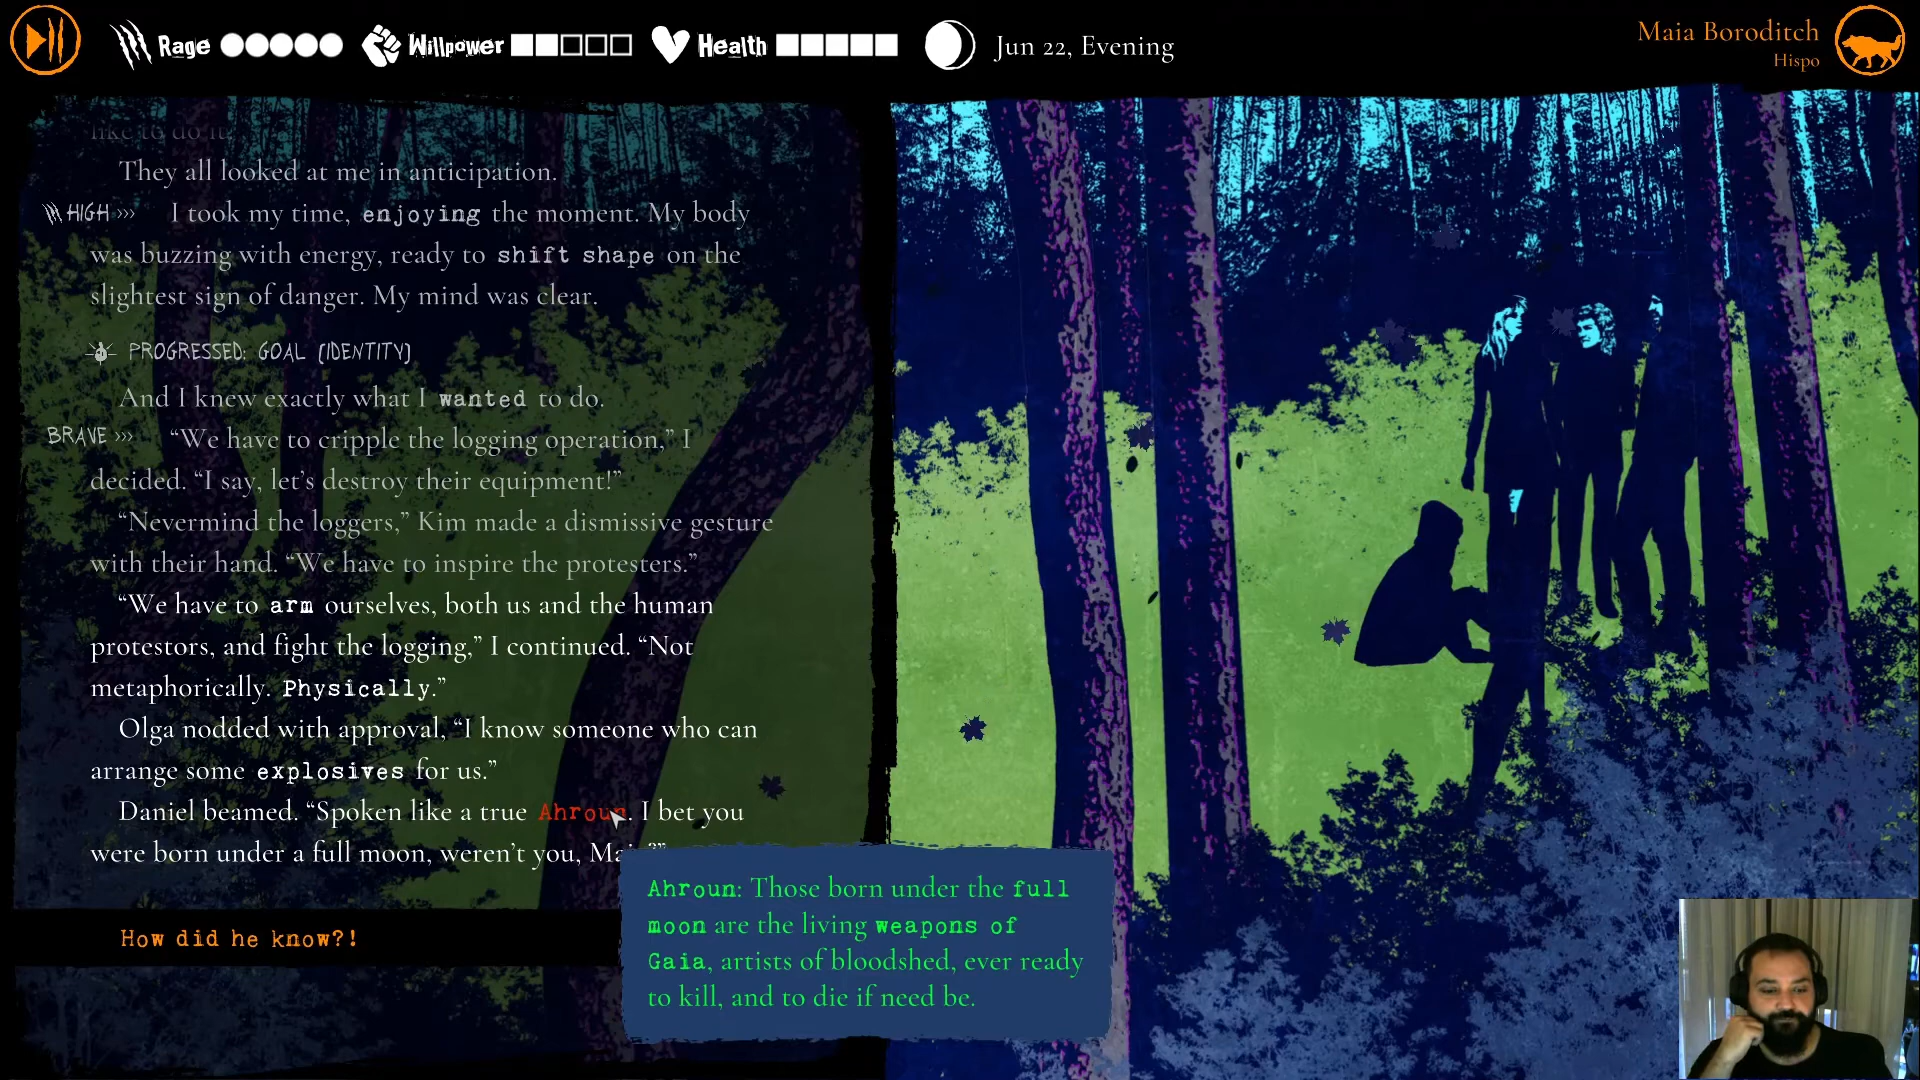 Rage
Willpower
Health
Jun 22, Evening
Maia Boroditch
Hispo
like to do it.
They all looked at me in anticipation.
HIGH >>> I took my time, enjoying the moment. My body
was buzzing with energy, ready to shift shape on the
slightest sign of danger. My mind was clear.
PROGRESSED: GOAL (IDENTITY)
And I knew exactly what I wanted to do.
BRAVE >>> “We have to cripple the logging operation,” I
decided. “I say, let’s destroy their equipment!”
“Nevermind the loggers,” Kim made a dismissive gesture
with their hand. “We have to inspire the protesters.”
“We have to arm ourselves, both us and the human
protestors, and fight the logging,” I continued. “Not
metaphorically. Physically.”
Olga nodded with approval, “I know someone who can
arrange some explosives for us.”
Daniel beamed. “Spoken like a true Ahroun. I bet you
were born under a full moon, weren’t you, Maia?”
Ahroun: Those born under the full
moon are the living weapons of
Gaia, artists of bloodshed, ever ready
to kill, and to die if need be.
How did he know?!